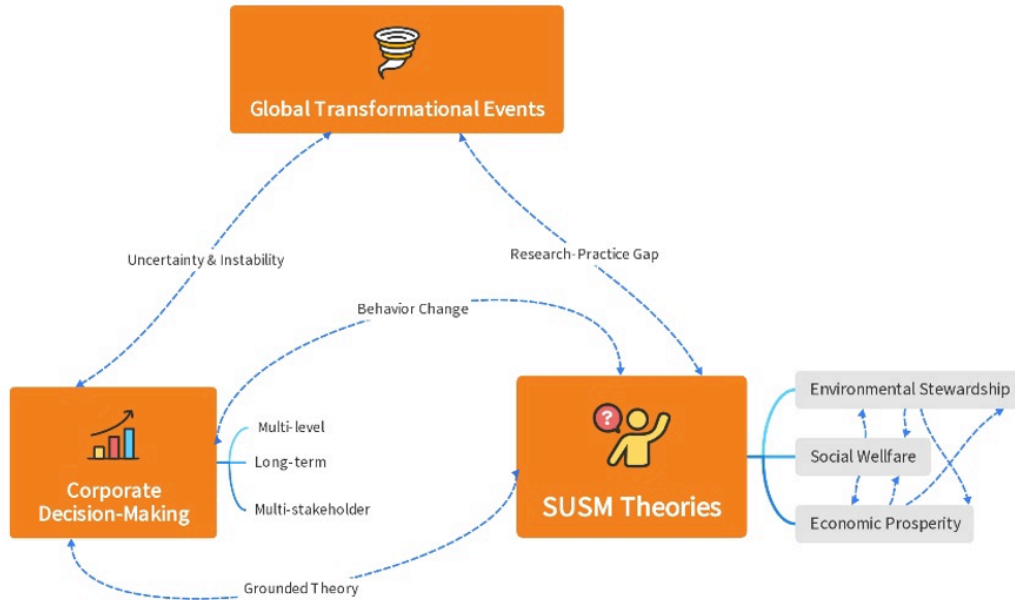 Global Transformational Events
Uncertainty & Instability
Research-Practice Gap
Behavior Change
Corporate
Decision-Making
Multi-level
Long-term
Multi-stakeholder
?
SUSM Theories
Environmental Stewardship
Social Wellfare
Economic Prosperity
Grounded Theory